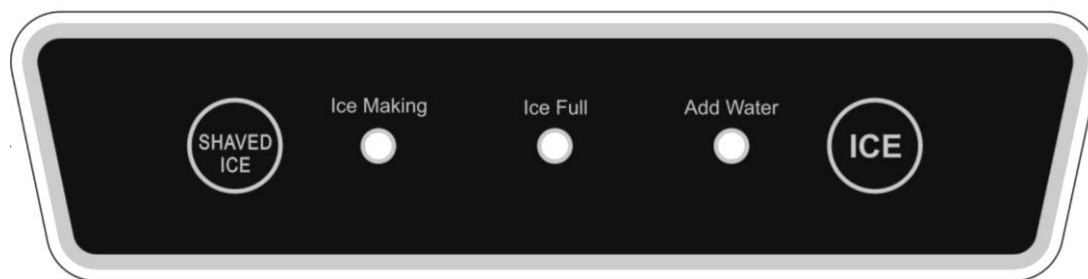 Ice Making
Ice Full
Add Water
SHAVED
ICE
ICE